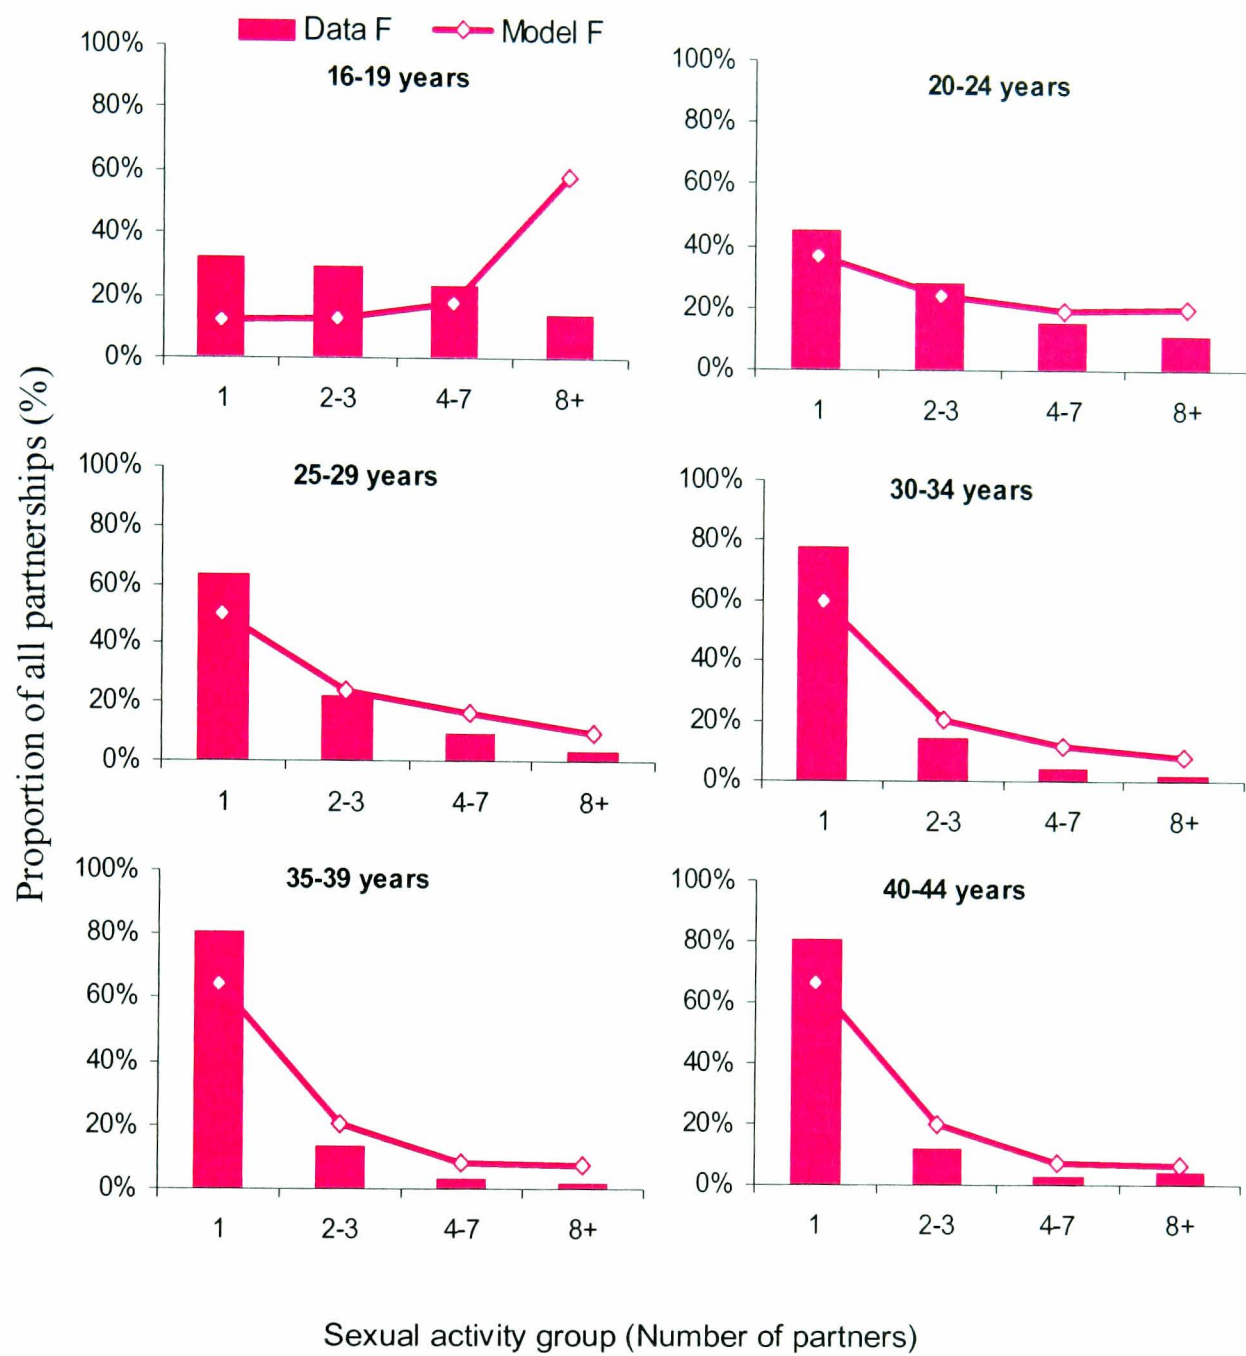 Data F Model F
Proportion of all partnerships (%)
16-19 years
100%
80%
60%
40%
20%
0%
1 2-3 4-7 8+
20-24 years
100%
80%
60%
40%
20%
0%
1 2-3 4-7 8+
25-29 years
100%
80%
60%
40%
20%
0%
1 2-3 4-7 8+
30-34 years
100%
80%
60%
40%
20%
0%
1 2-3 4-7 8+
35-39 years
100%
80%
60%
40%
20%
0%
1 2-3 4-7 8+
40-44 years
100%
80%
60%
40%
20%
0%
1 2-3 4-7 8+
Sexual activity group (Number of partners)